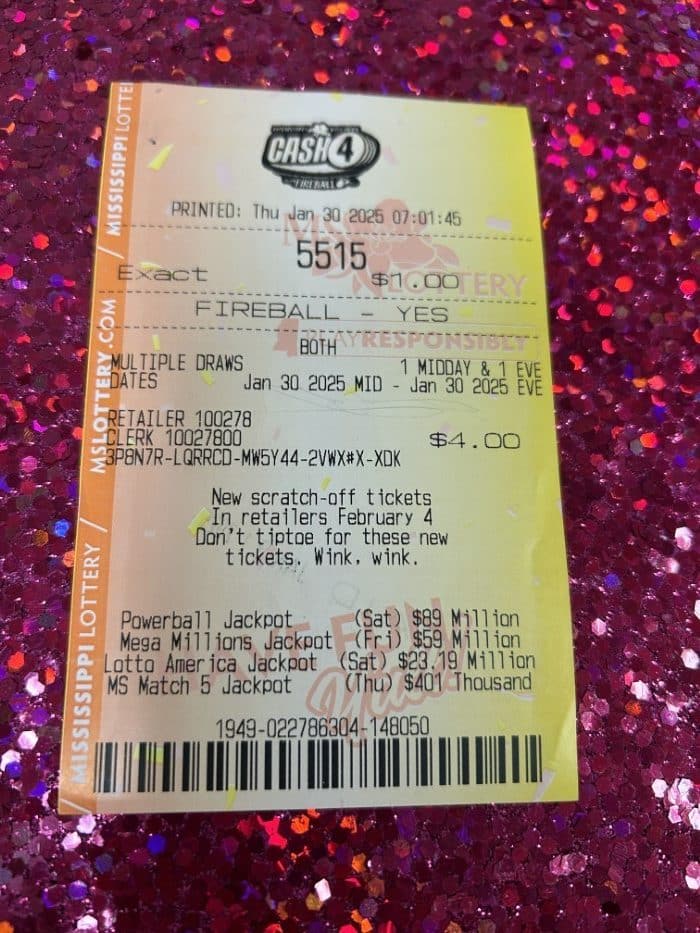 CASH 4
FIREBALL
PRINTED: Thu Jan 30 2025 07:01:45
5515
Exact $1.00
FIREBALL - YES
PLAY RESPONSIBLY
BOTH
MULTIPLE DRAWS 1 MIDDAY & 1 EVE
DATES Jan 30 2025 MID - Jan 30 2025 EVE
RETAILER 100278
CLERK 10027800 $4.00
3P8N7R-LQRRCD-MW5Y44-2VWX#X-XDK
New scratch-off tickets
In retailers February 4
Don't tiptoe for these new
tickets. Wink, wink.
Powerball Jackpot (Sat) $89 Million
Mega Millions Jackpot (Fri) $59 Million
Lotto America Jackpot (Sat) $23.19 Million
MS Match 5 Jackpot (Thu) $401 Thousand
HAVE FUN
Y'all!
1949-022786304-148050
MISSISSIPPI LOTTERY / MSLOTTERY.COM / MISSISSIPPI LOTTE
MS LOTTERY